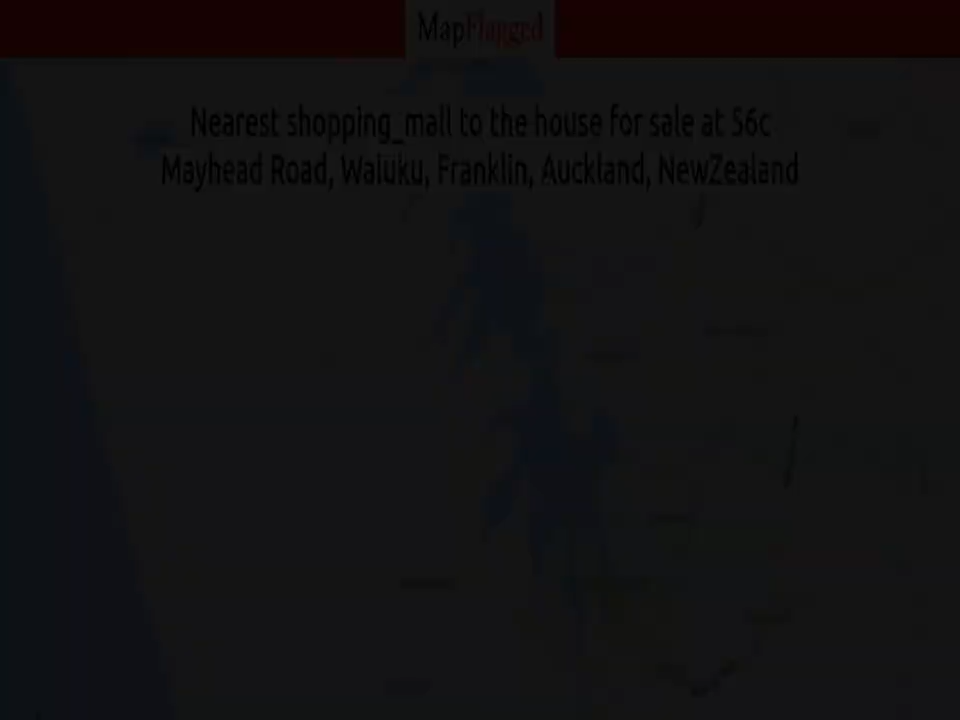 MapFlagged
Nearest shopping_mall to the house for sale at 56c
Mayhead Road, Waiuku, Franklin, Auckland, NewZealand